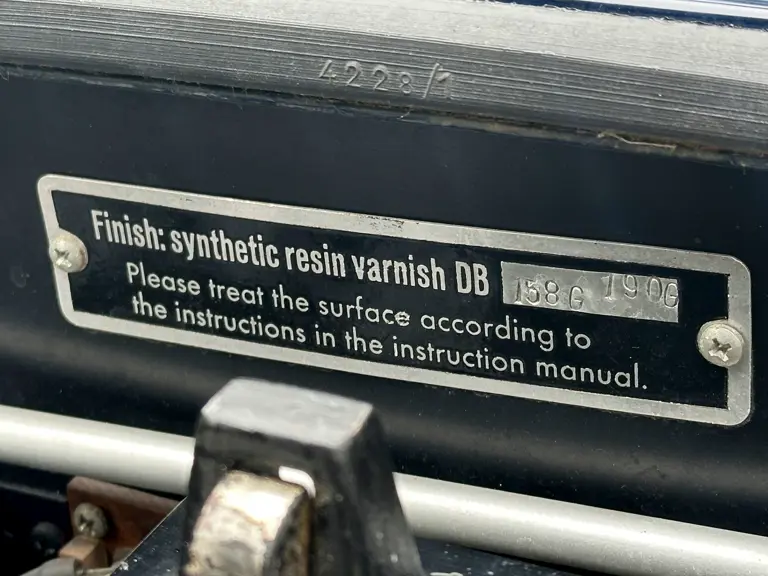 4228/1
Finish: synthetic resin varnish DB 158G 190G
Please treat the surface according to
the instructions in the instruction manual.